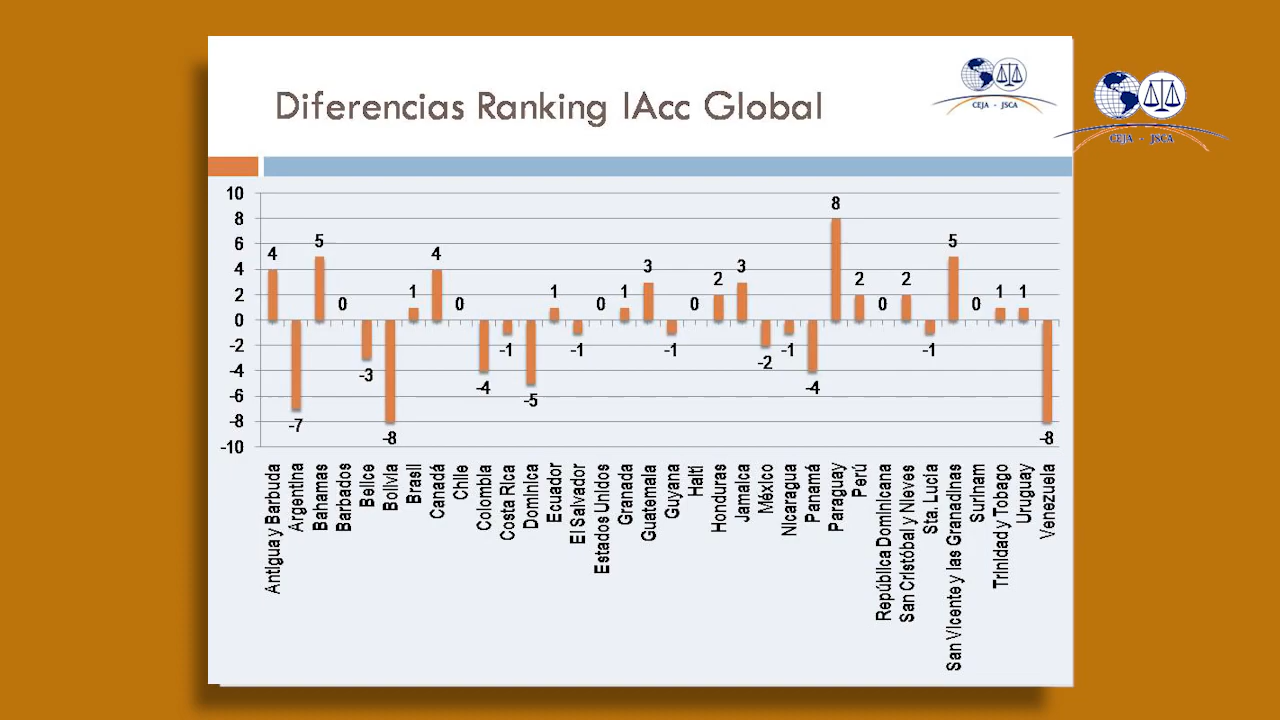 Diferencias Ranking IAcc Global
CEJA - JSCA
CEJA - JSCA
10
8
6
4
2
0
-2
-4
-6
-8
-10
4
-7
5
0
-3
-8
1
4
0
-4
-1
-5
1
-1
0
1
3
-1
0
2
3
-2
-1
-4
8
2
0
2
-1
5
0
1
1
-8
Antigua y Barbuda
Argentina
Bahamas
Barbados
Belice
Bolivia
Brasil
Canadá
Chile
Colombia
Costa Rica
Dominica
Ecuador
El Salvador
Estados Unidos
Granada
Guatemala
Guyana
Haití
Honduras
Jamaica
México
Nicaragua
Panamá
Paraguay
Perú
República Dominicana
San Cristóbal y Nieves
Sta. Lucía
San Vicente y las Granadinas
Surinam
Trinidad y Tobago
Uruguay
Venezuela